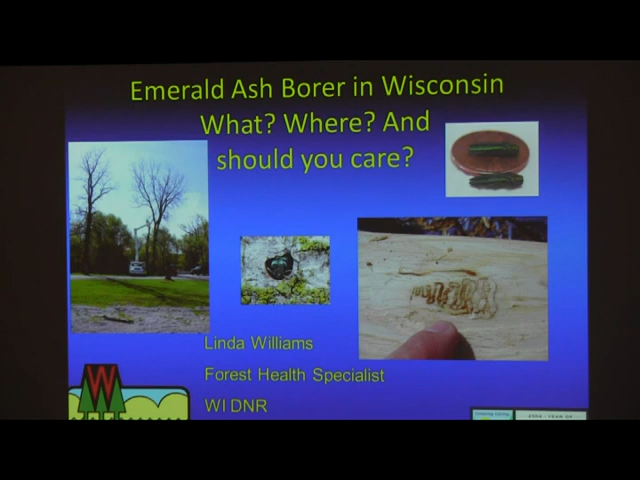 Emerald Ash Borer in Wisconsin
What? Where? And
should you care?
Linda Williams
Forest Health Specialist
WI DNR
W